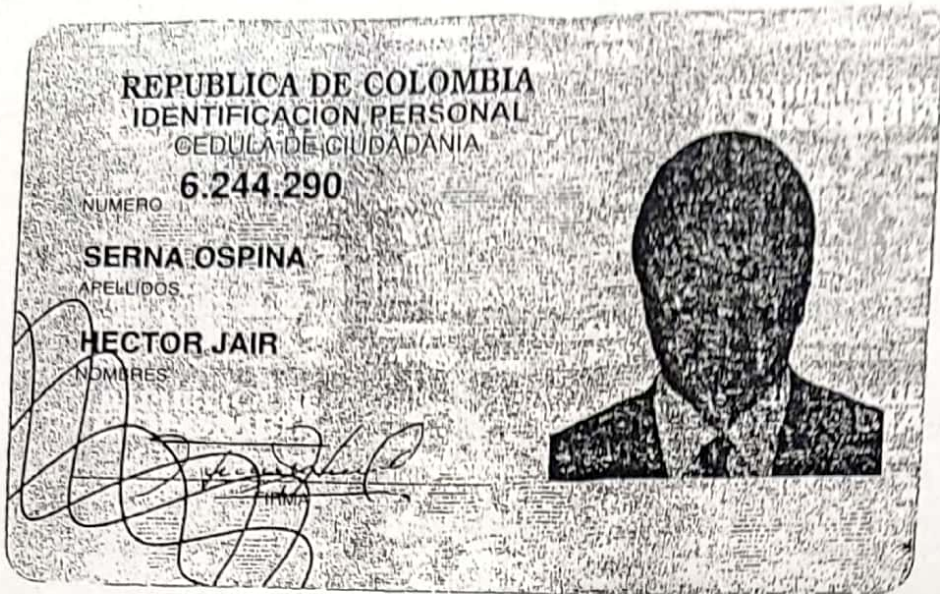 REPUBLICA DE COLOMBIA
IDENTIFICACION PERSONAL
CEDULA DE CIUDADANIA
NUMERO 6.244.290
SERNA OSPINA
APELLIDOS
HECTOR JAIR
NOMBRES
FIRMA